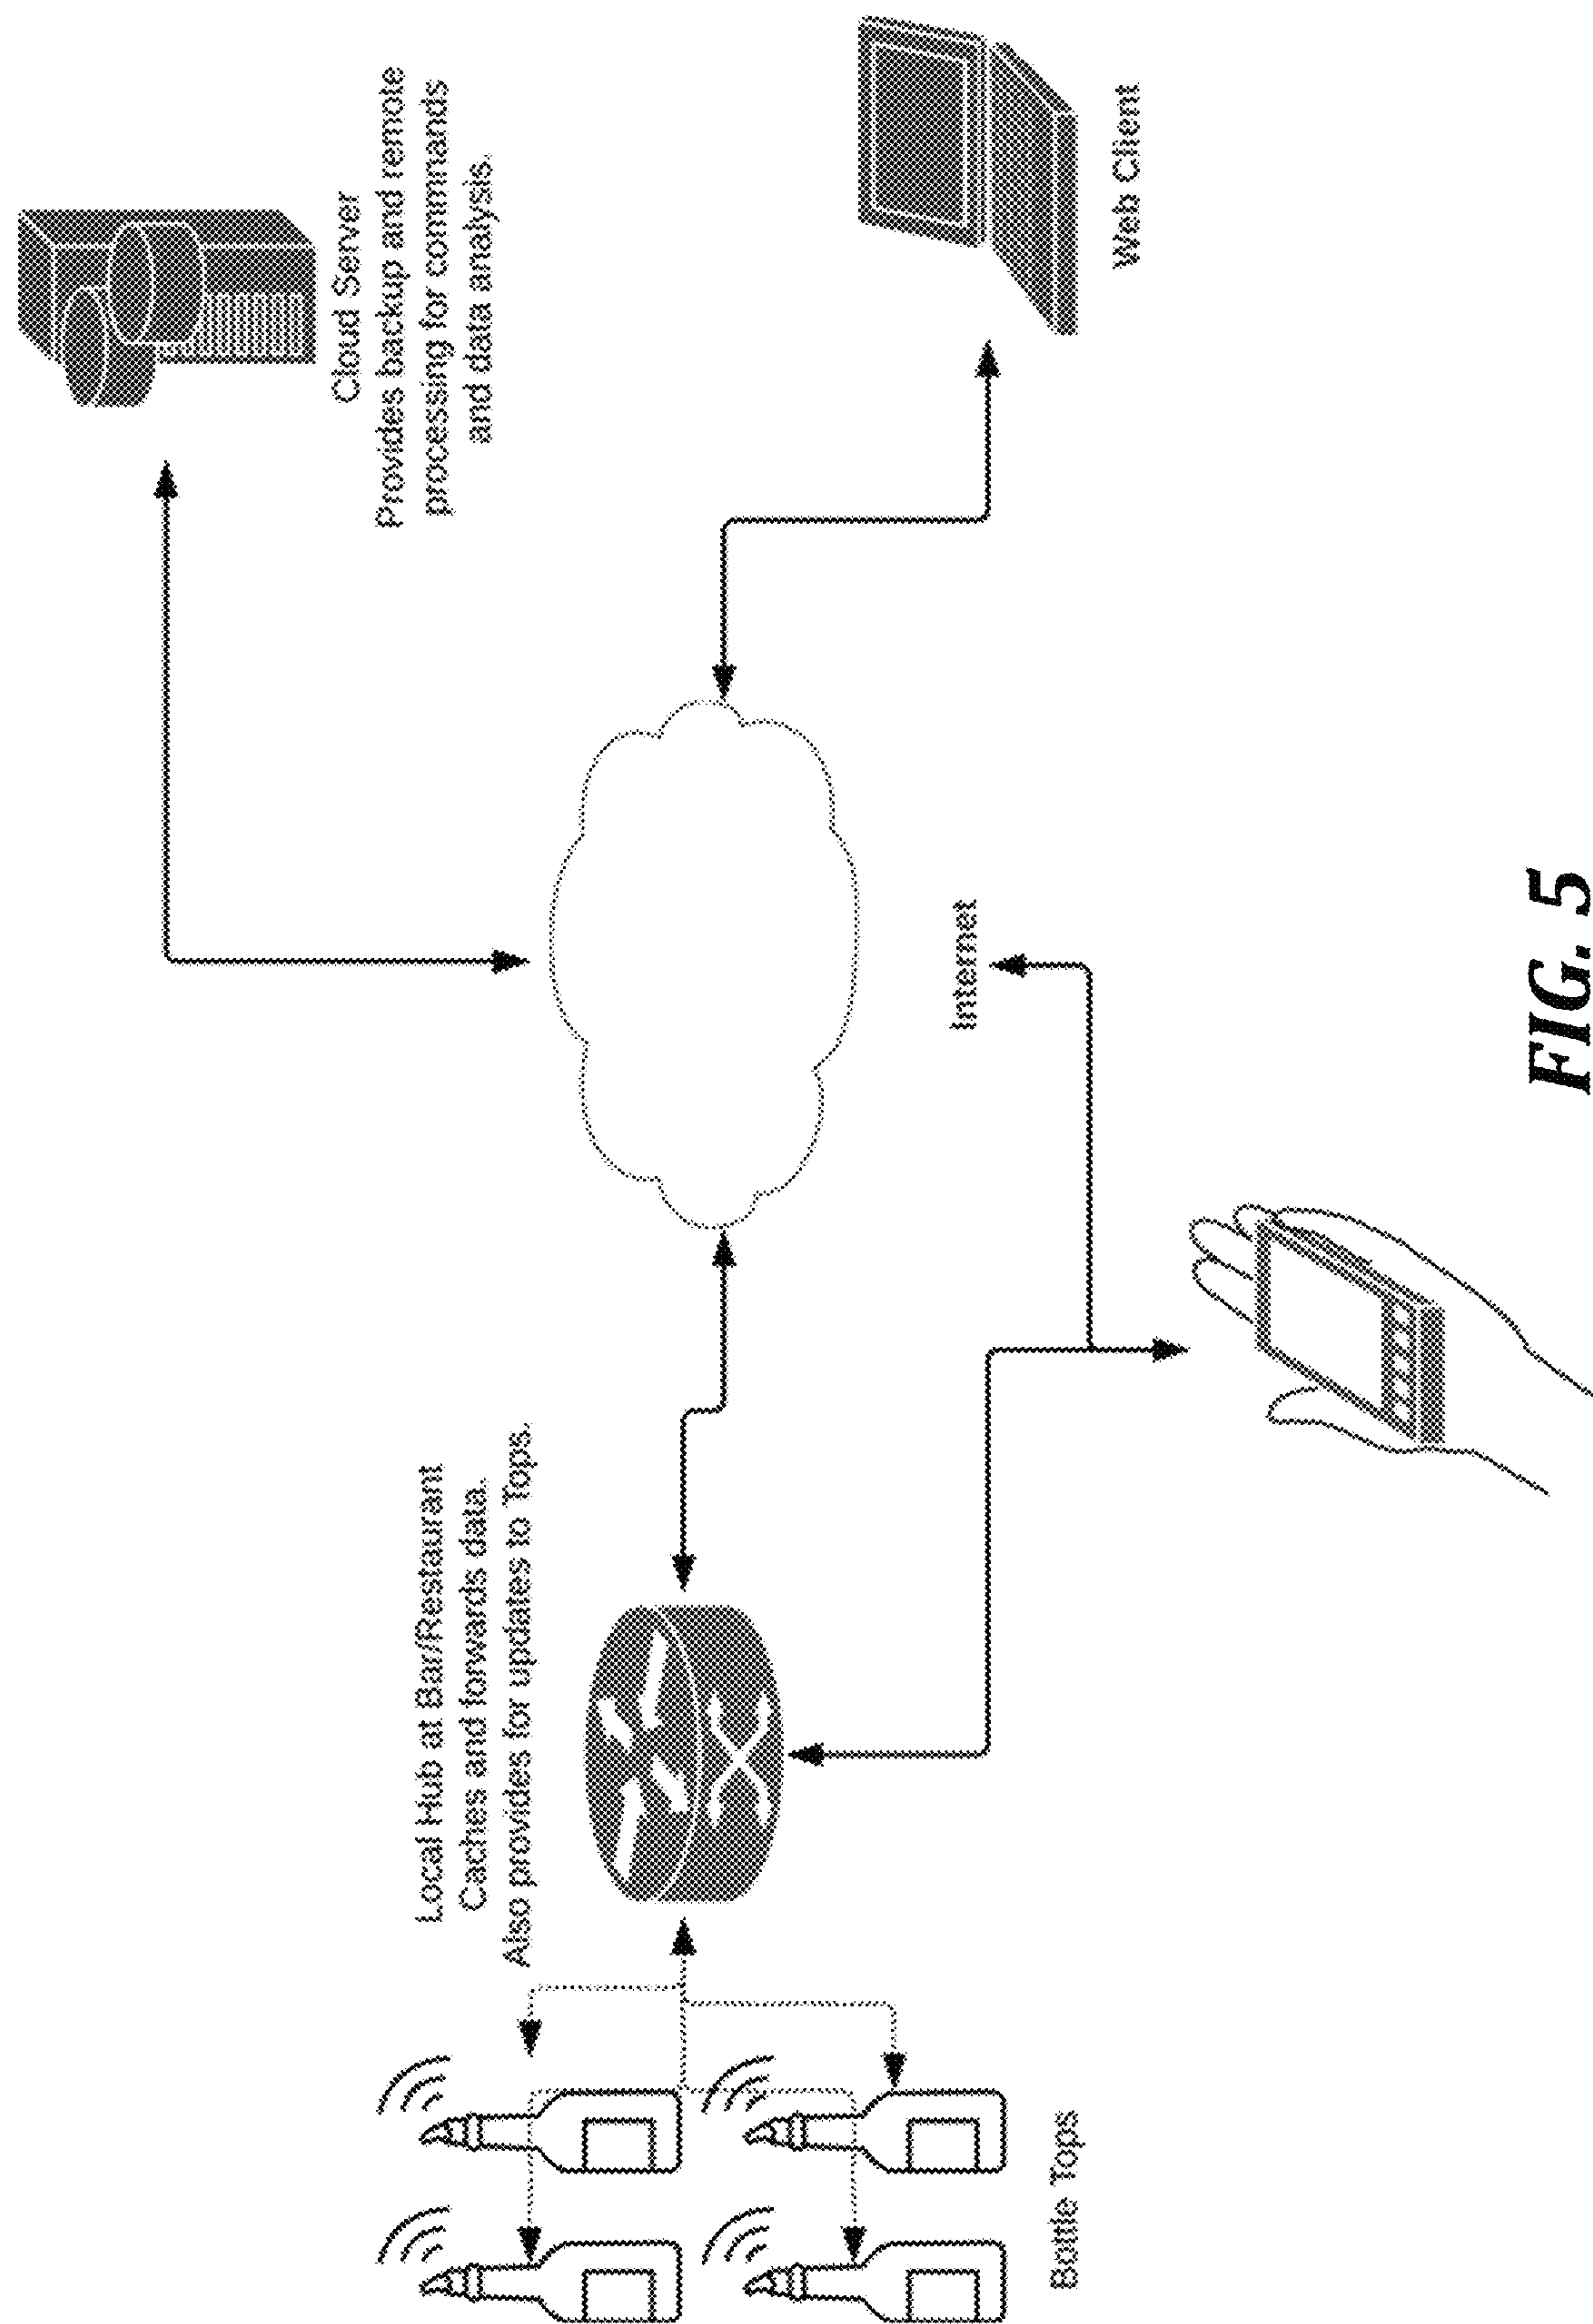 Cloud Server
Provides backup and remote
processing for commands
and data analysis.
Local Hub at Bar/Restaurant
Caches and forwards data.
Also provides for updates to Tops.
Internet
Web Client
Bottle Tops
FIG. 5